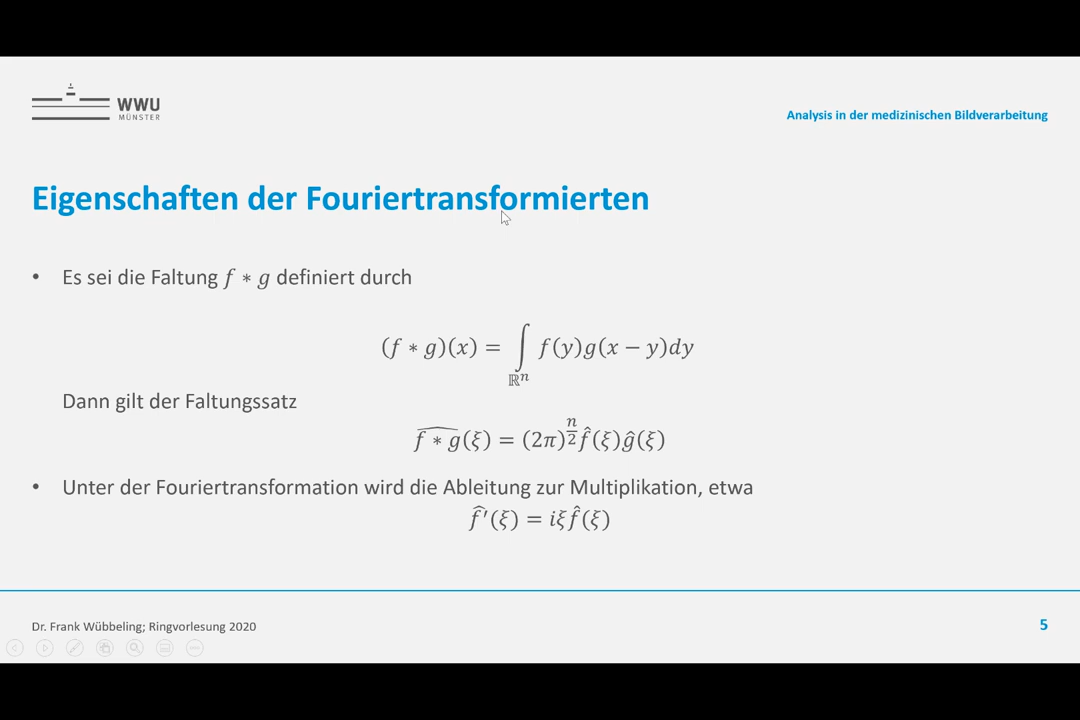 WWU
MÜNSTER
Analysis in der medizinischen Bildverarbeitung
Eigenschaften der Fouriertransformierten
• Es sei die Faltung f ∗ g definiert durch
(f ∗ g)(x) = ∫_{ℝⁿ} f(y)g(x − y)dy
Dann gilt der Faltungssatz
\widehat{f ∗ g}(ξ) = (2π)^{n/2} f̂(ξ)ĝ(ξ)
• Unter der Fouriertransformation wird die Ableitung zur Multiplikation, etwa
f̂′(ξ) = iξf̂(ξ)
Dr. Frank Wübbeling; Ringvorlesung 2020
5